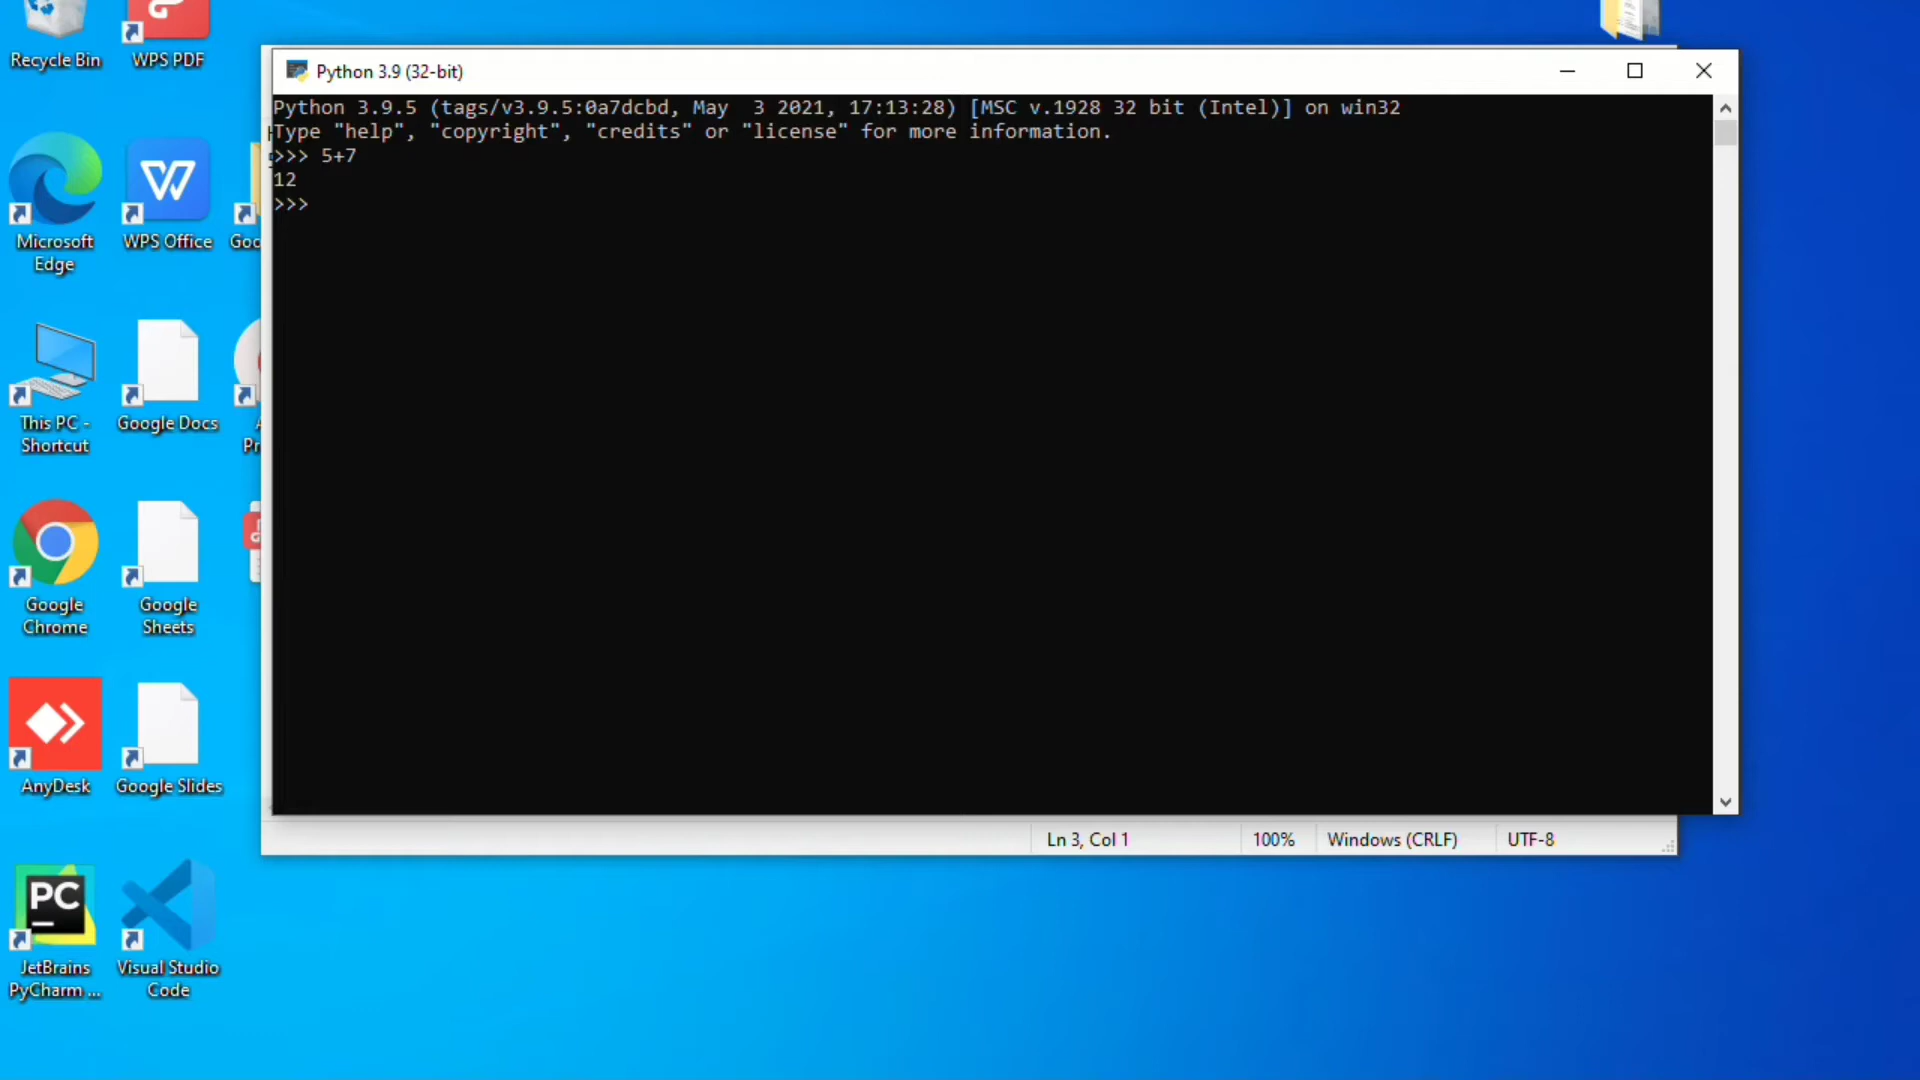 Recycle Bin
WPS PDF
Python 3.9 (32-bit)
Python 3.9.5 (tags/v3.9.5:0a7dcbd, May  3 2021, 17:13:28) [MSC v.1928 32 bit (Intel)] on win32
Type "help", "copyright", "credits" or "license" for more information.
>>> 5+7
12
>>>
Microsoft
Edge
WPS Office
Goo
This PC -
Shortcut
Google Docs
Pr
Google
Chrome
Google
Sheets
AnyDesk
Google Slides
Ln 3, Col 1
100%
Windows (CRLF)
UTF-8
PC
JetBrains
PyCharm ...
Visual Studio
Code